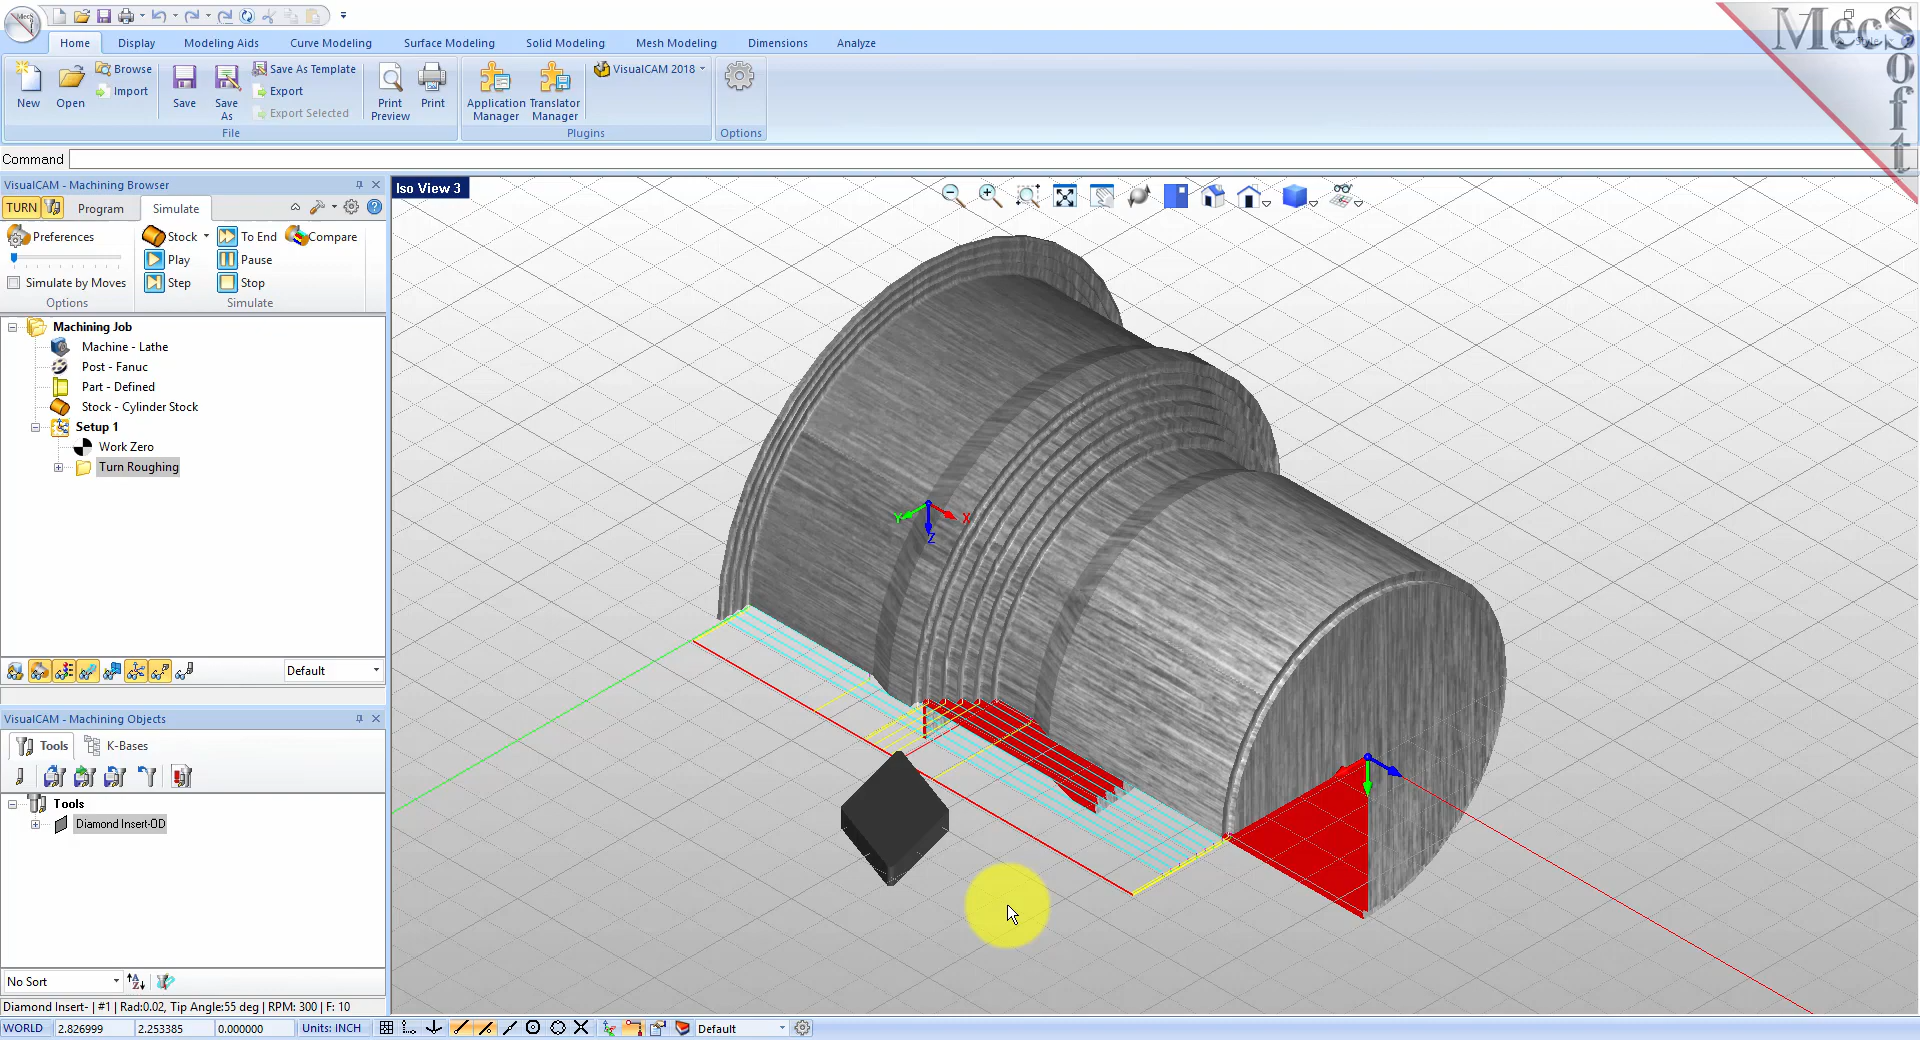 MecSoft
Home Display Modeling Aids Curve Modeling Surface Modeling Solid Modeling Mesh Modeling Dimensions Analyze
New Open Browse Import Save Save As Save As Template Export Export Selected Print Preview Print Application Manager Translator Manager VisualCAM 2018
File Plugins Options
Command
VisualCAM - Machining Browser
TURN Program Simulate
Preferences Stock To End Compare
Play Pause
Simulate by Moves Step Stop
Options Simulate
Machining Job
Machine - Lathe
Post - Fanuc
Part - Defined
Stock - Cylinder Stock
Setup 1
Work Zero
Turn Roughing
Default
VisualCAM - Machining Objects
Tools K-Bases
Tools
Diamond Insert-OD
No Sort
Diamond Insert- | #1 | Rad:0.02, Tip Angle:55 deg | RPM: 300 | F: 10
WORLD 2.826999 2.253385 0.000000 Units: INCH Default
Iso View 3
Y X
Z